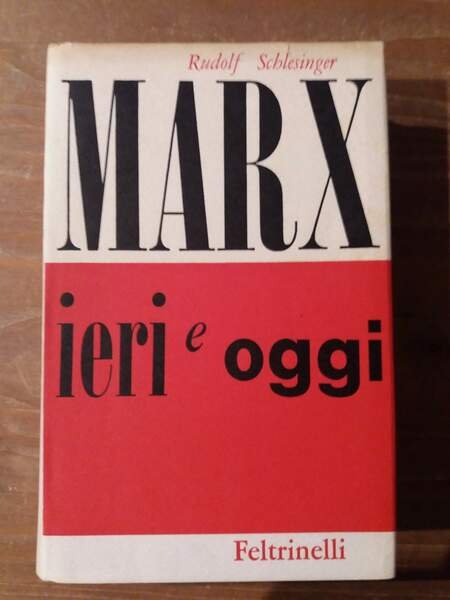 Rudolf Schlesinger
MARX
ieri e oggi
Feltrinelli